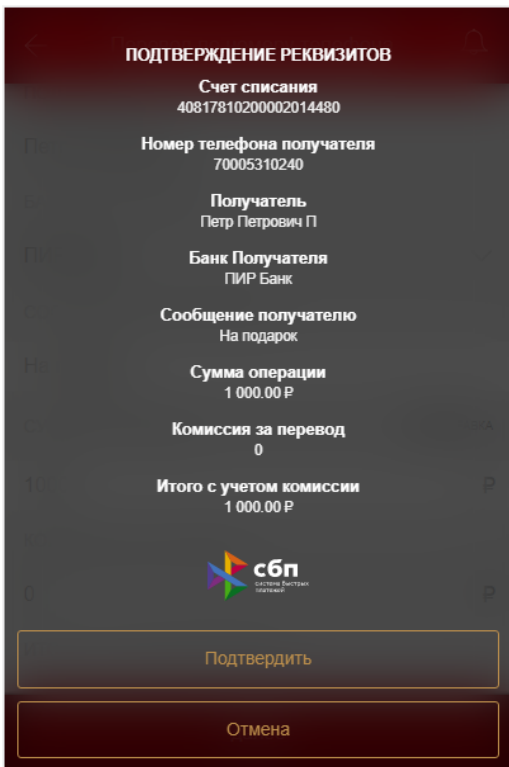 ПОДТВЕРЖДЕНИЕ РЕКВИЗИТОВ
Счет списания
40817810200002014480
Номер телефона получателя
70005310240
Получатель
Петр Петрович П
Банк Получателя
ПИР Банк
Сообщение получателю
На подарок
Сумма операции
1 000.00 ₽
Комиссия за перевод
0
Итого с учетом комиссии
1 000.00 ₽
сбп
система быстрых
платежей
Подтвердить
Отмена